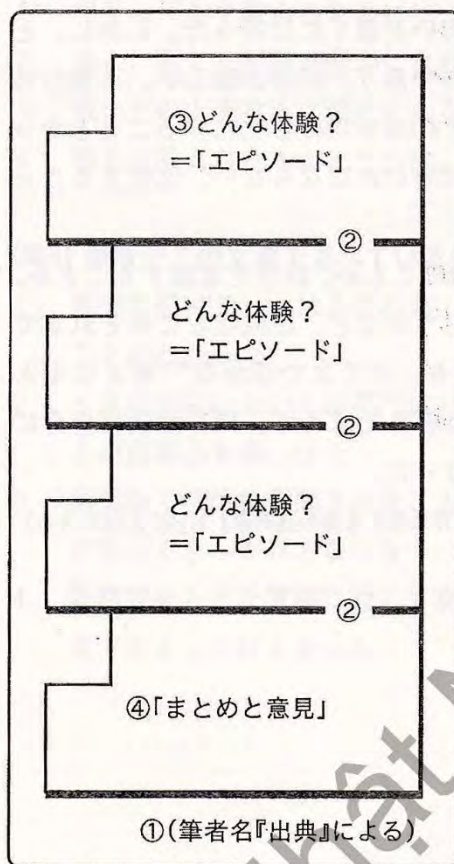 ③どんな体験？
＝「エピソード」
②
どんな体験？
＝「エピソード」
②
どんな体験？
＝「エピソード」
②
④「まとめと意見」
①(筆者名『出典』による)
hật